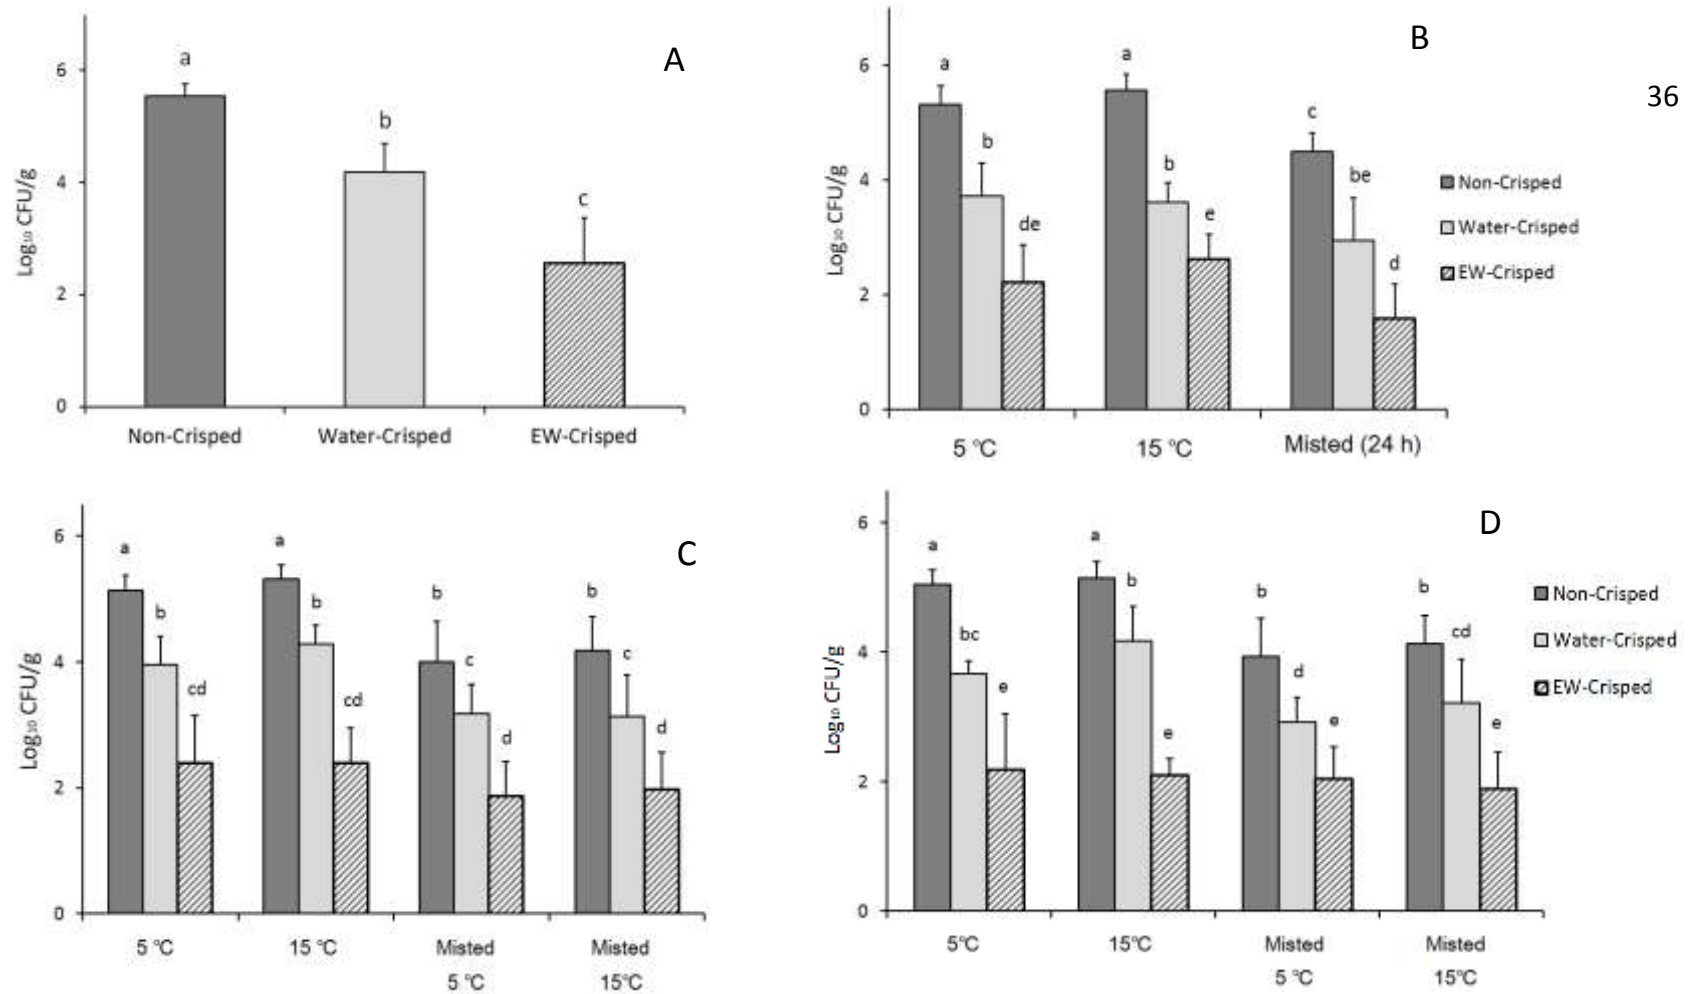 A
6
4
2
0
Log₁₀ CFU/g
a
b
c
Non-Crisped Water-Crisped EW-Crisped
B
36
6
4
2
0
Log₁₀ CFU/g
a
b
de
a
b
e
c
be
d
5 °C 15 °C Misted (24 h)
Non-Crisped
Water-Crisped
EW-Crisped
C
6
4
2
0
Log₁₀ CFU/g
a
b
cd
a
b
cd
b
c
d
b
c
d
5 °C 15 °C Misted Misted
5 °C 15°C
D
6
4
2
0
Log₁₀ CFU/g
a
bc
e
a
b
e
b
d
e
b
cd
e
5°C 15°C Misted Misted
5 °C 15°C
Non-Crisped
Water-Crisped
EW-Crisped